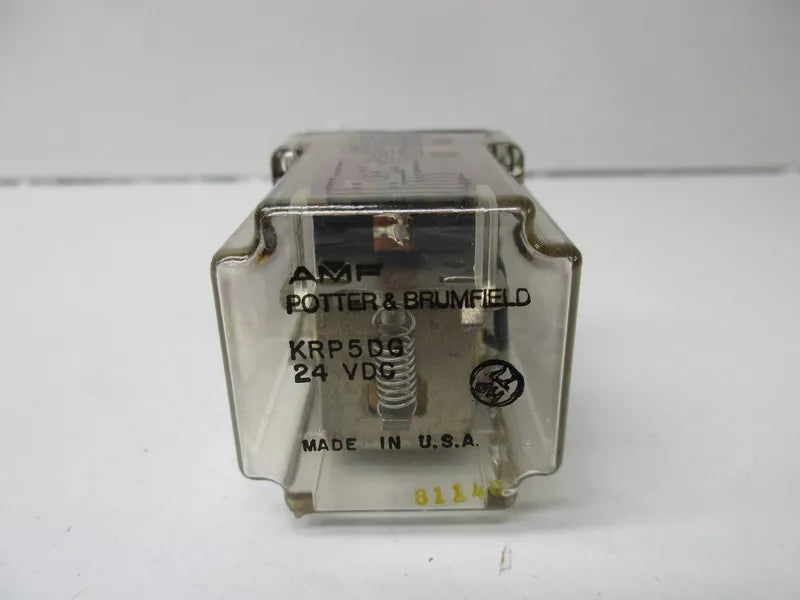 AMF
POTTER & BRUMFIELD
KRP5DG
24 VDC
MADE IN U.S.A.